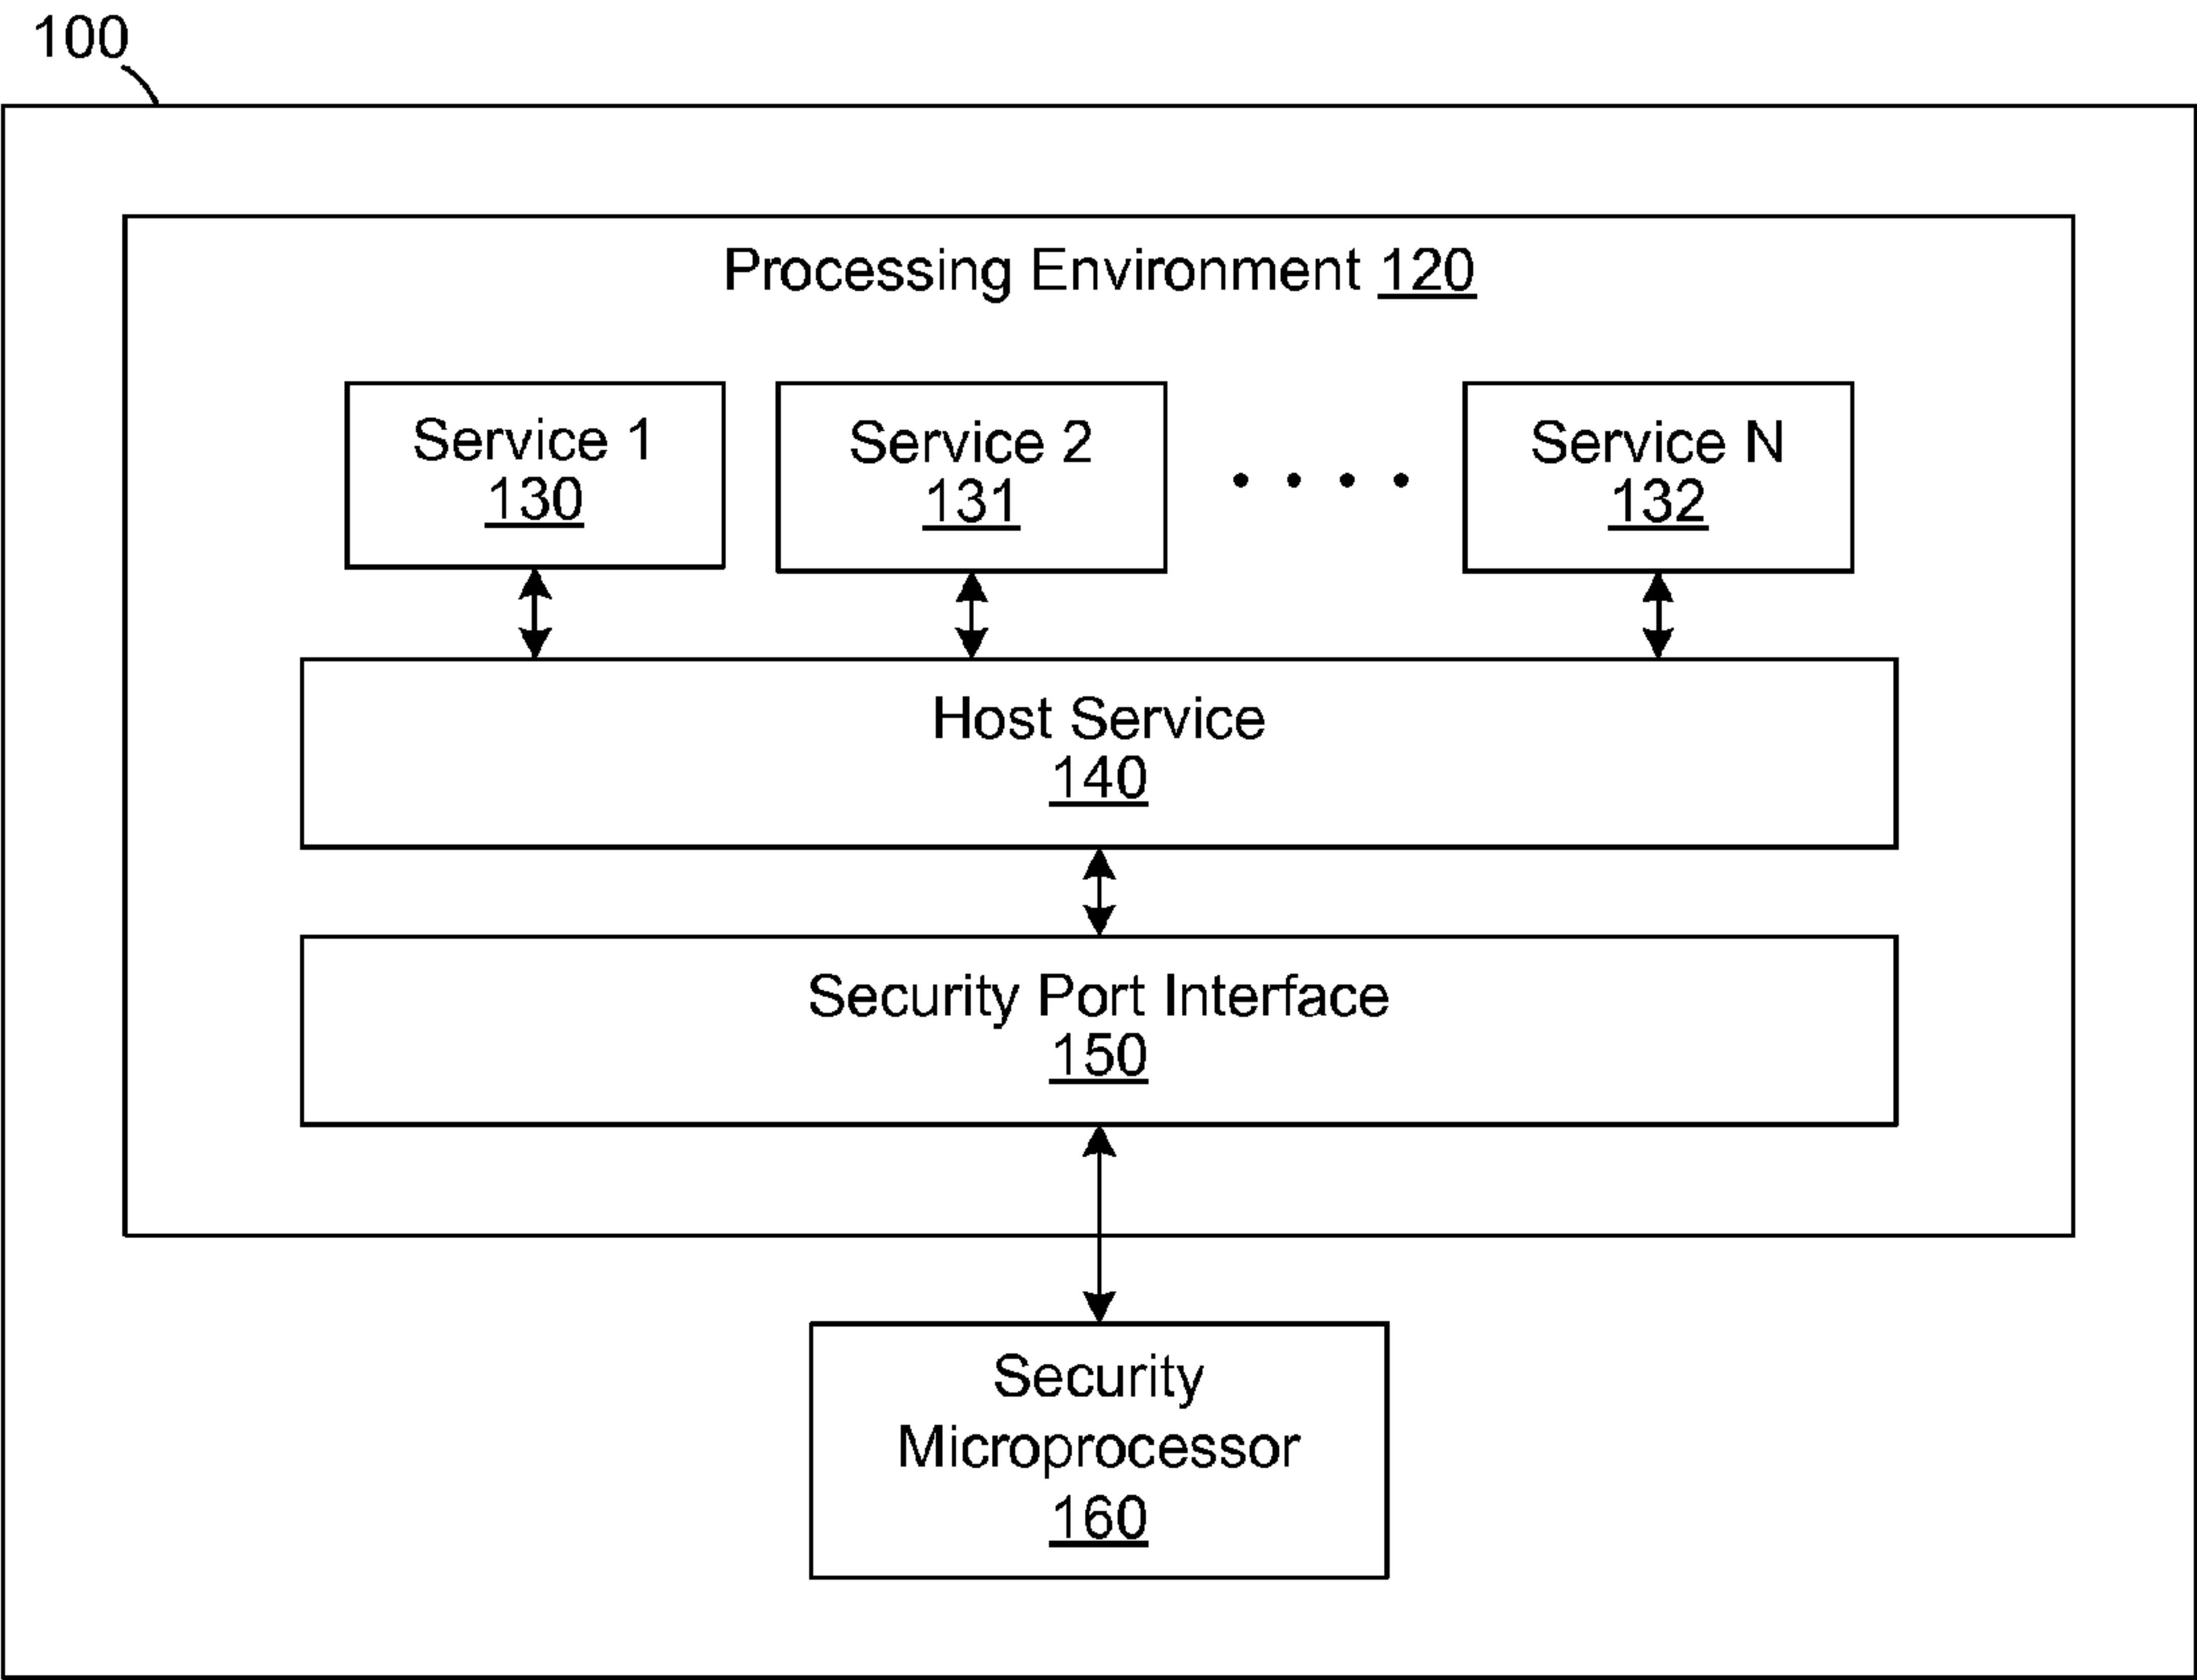 100
Processing Environment 120
Service 1
130
Service 2
131
Service N
132
Host Service
140
Security Port Interface
150
Security
Microprocessor
160